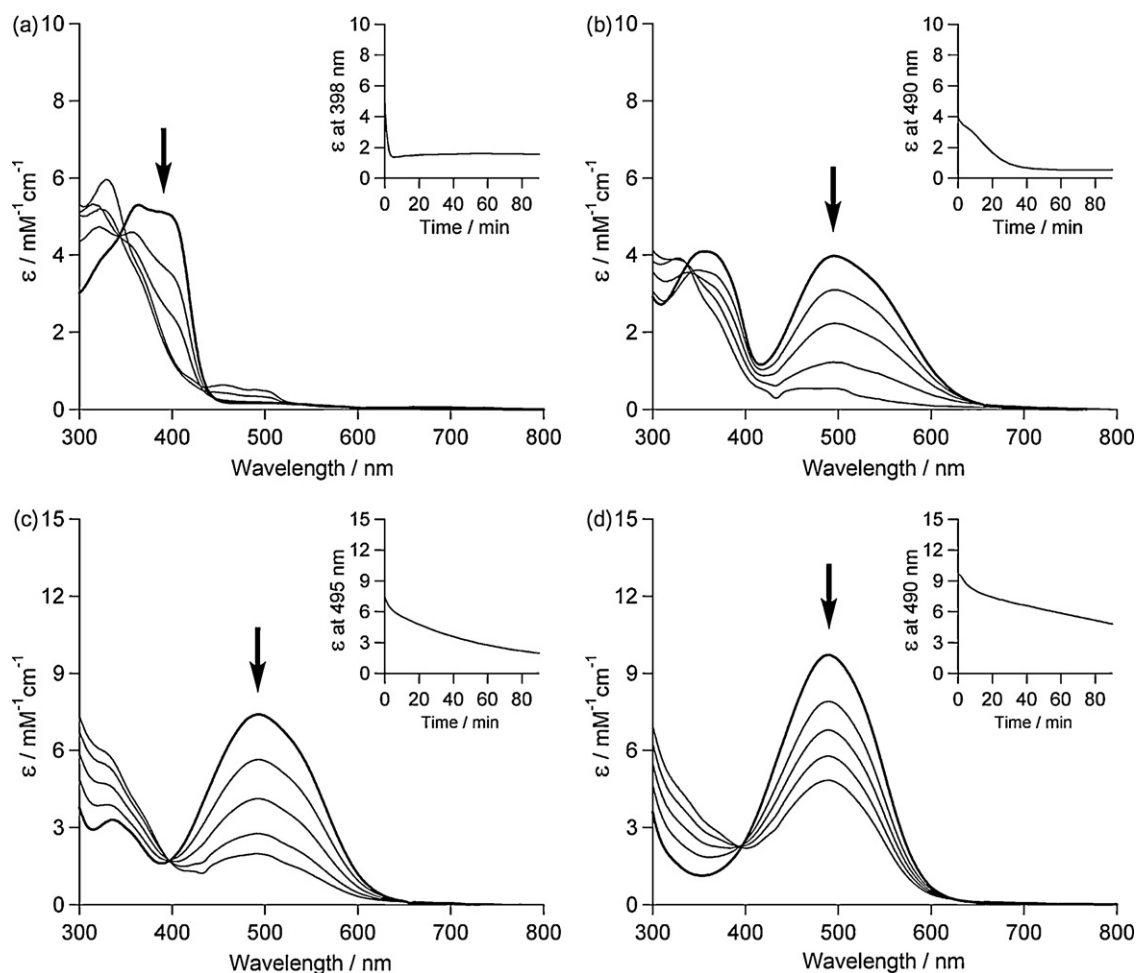 (a)
10
8
6
4
2
0
ε / mM⁻¹cm⁻¹
300 400 500 600 700 800
Wavelength / nm
10
8
6
4
2
0
ε at 398 nm
0 20 40 60 80
Time / min
(b)
10
8
6
4
2
0
ε / mM⁻¹cm⁻¹
300 400 500 600 700 800
Wavelength / nm
10
8
6
4
2
0
ε at 490 nm
0 20 40 60 80
Time / min
(c)
15
12
9
6
3
0
ε / mM⁻¹cm⁻¹
300 400 500 600 700 800
Wavelength / nm
15
12
9
6
3
0
ε at 495 nm
0 20 40 60 80
Time / min
(d)
15
12
9
6
3
0
ε / mM⁻¹cm⁻¹
300 400 500 600 700 800
Wavelength / nm
15
12
9
6
3
0
ε at 490 nm
0 20 40 60 80
Time / min